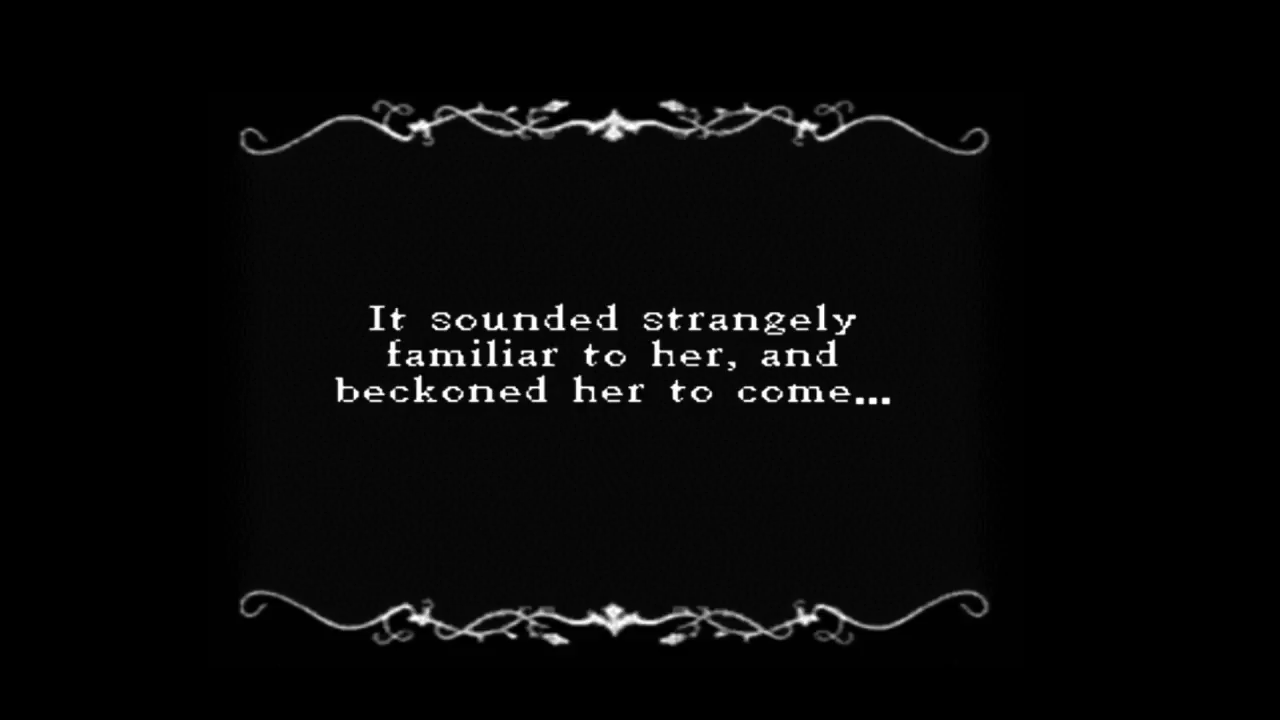 It sounded strangely
familiar to her, and
beckoned her to come...